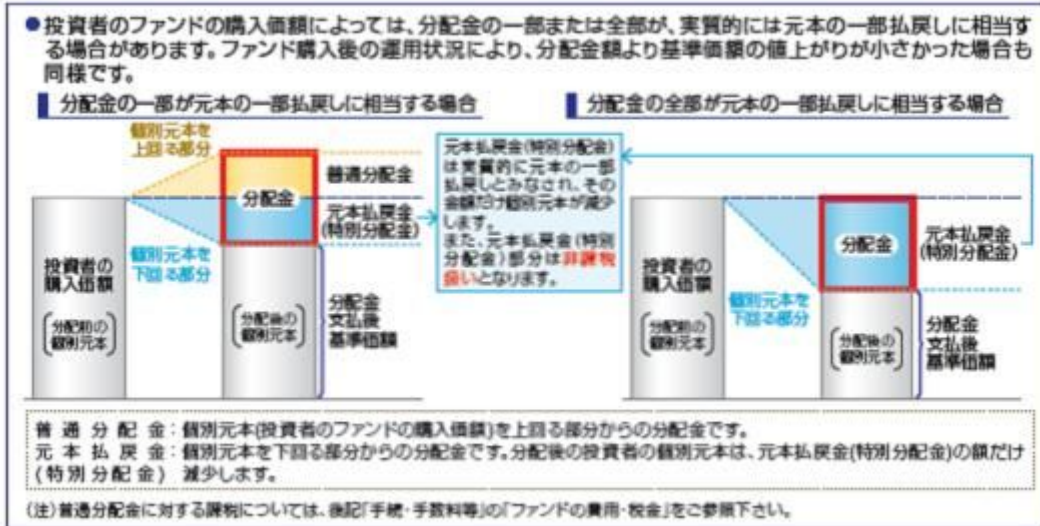 ●投資者のファンドの購入価額によっては、分配金の一部または全部が、実質的には元本の一部払戻しに相当す
る場合があります。ファンド購入後の運用状況により、分配金額より基準価額の値上がりが小さかった場合も
同様です。
分配金の一部が元本の一部払戻しに相当する場合
個別元本を
上回る部分
普通分配金
分配金
元本払戻金
(特別分配金)
個別元本を
下回る部分
投資者の
購入価額
(分配前の
個別元本)
(分配後の
個別元本)
分配金
支払後
基準価額
元本払戻金(特別分配金)
は実質的に元本の一部
払戻しとみなされ、その
金額だけ個別元本が減少
します。
また、元本払戻金(特別
分配金)部分は非課税
扱いとなります。
分配金の全部が元本の一部払戻しに相当する場合
分配金
元本払戻金
(特別分配金)
投資者の
購入価額
個別元本を
下回る部分
(分配前の
個別元本)
(分配後の
個別元本)
分配金
支払後
基準価額
普通分配金:個別元本(投資者のファンドの購入価額)を上回る部分からの分配金です。
元本払戻金:個別元本を下回る部分からの分配金です。分配後の投資者の個別元本は、元本払戻金(特別分配金)の額だけ
(特別分配金) 減少します。
(注)普通分配金に対する課税については、後記「手続・手数料等」の「ファンドの費用・税金」をご参照下さい。